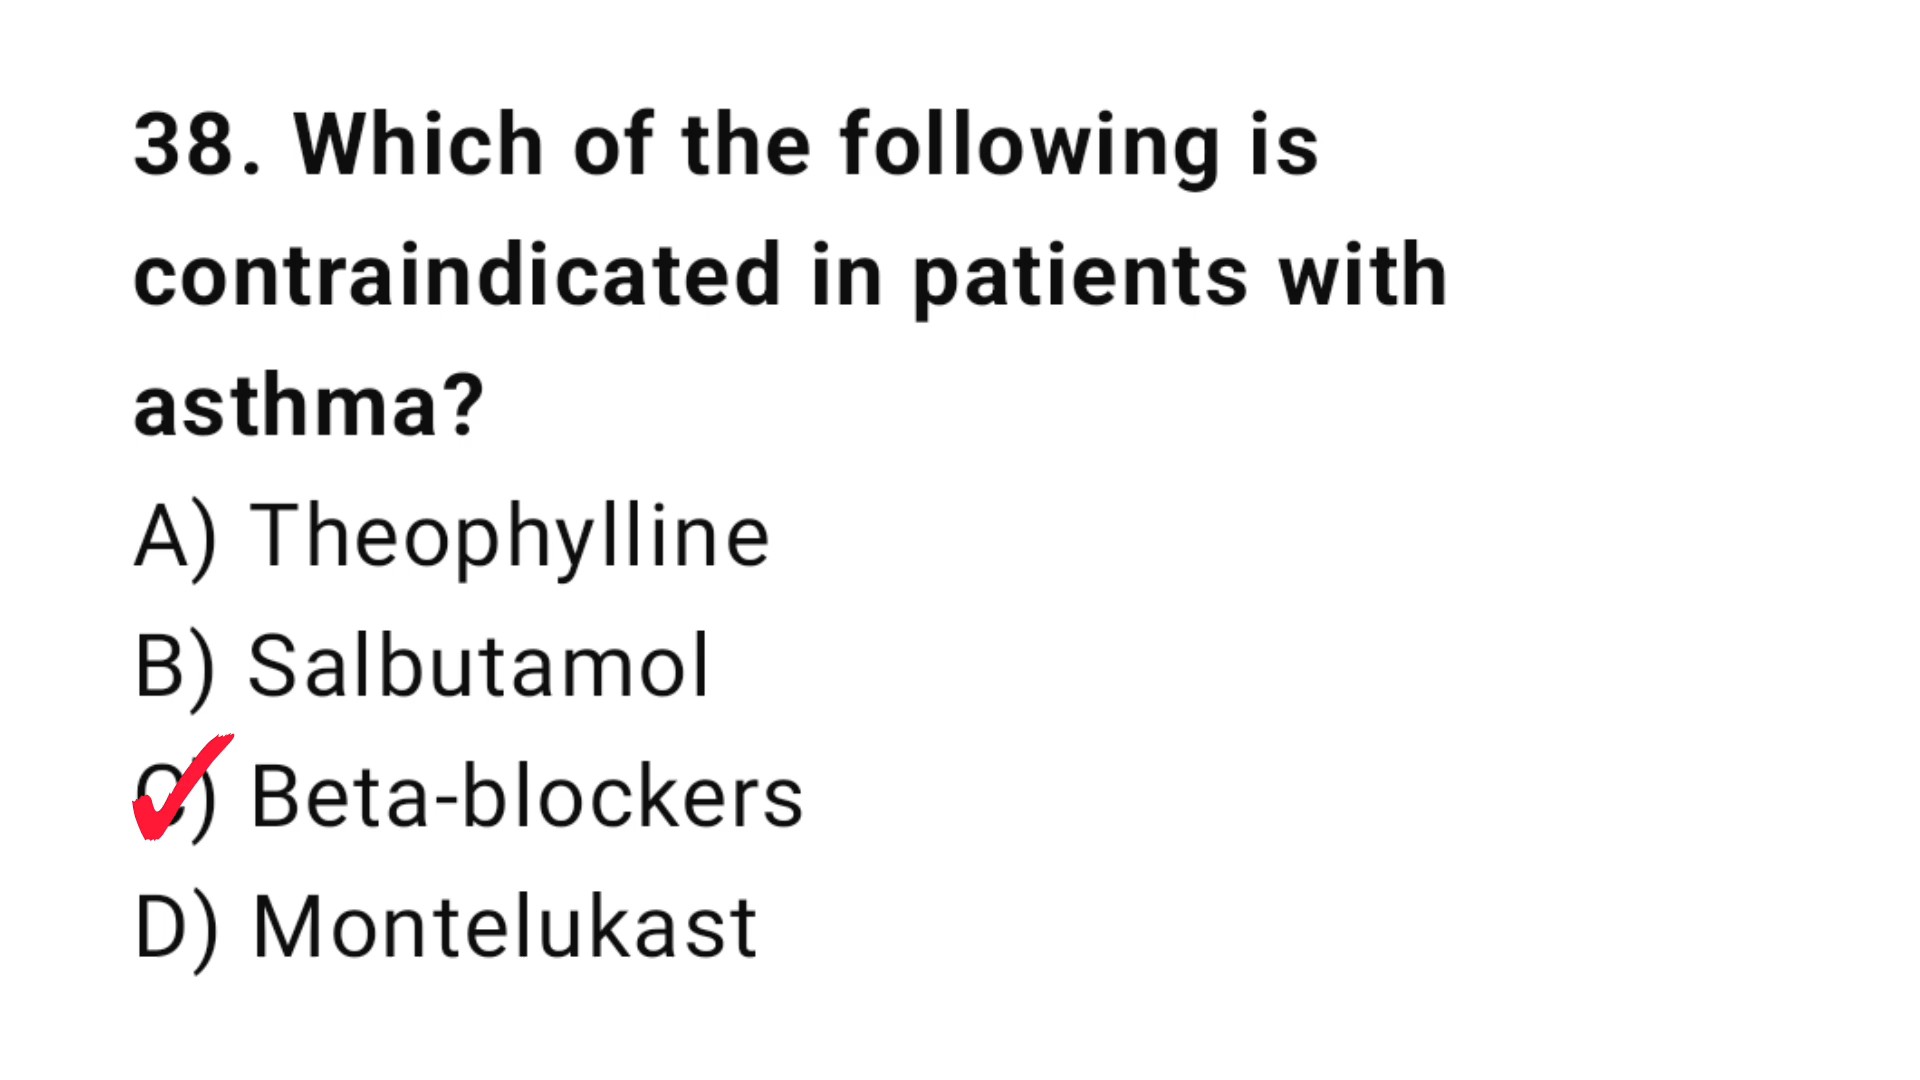 38. Which of the following is
contraindicated in patients with
asthma?
A) Theophylline
B) Salbutamol
C) Beta-blockers
D) Montelukast